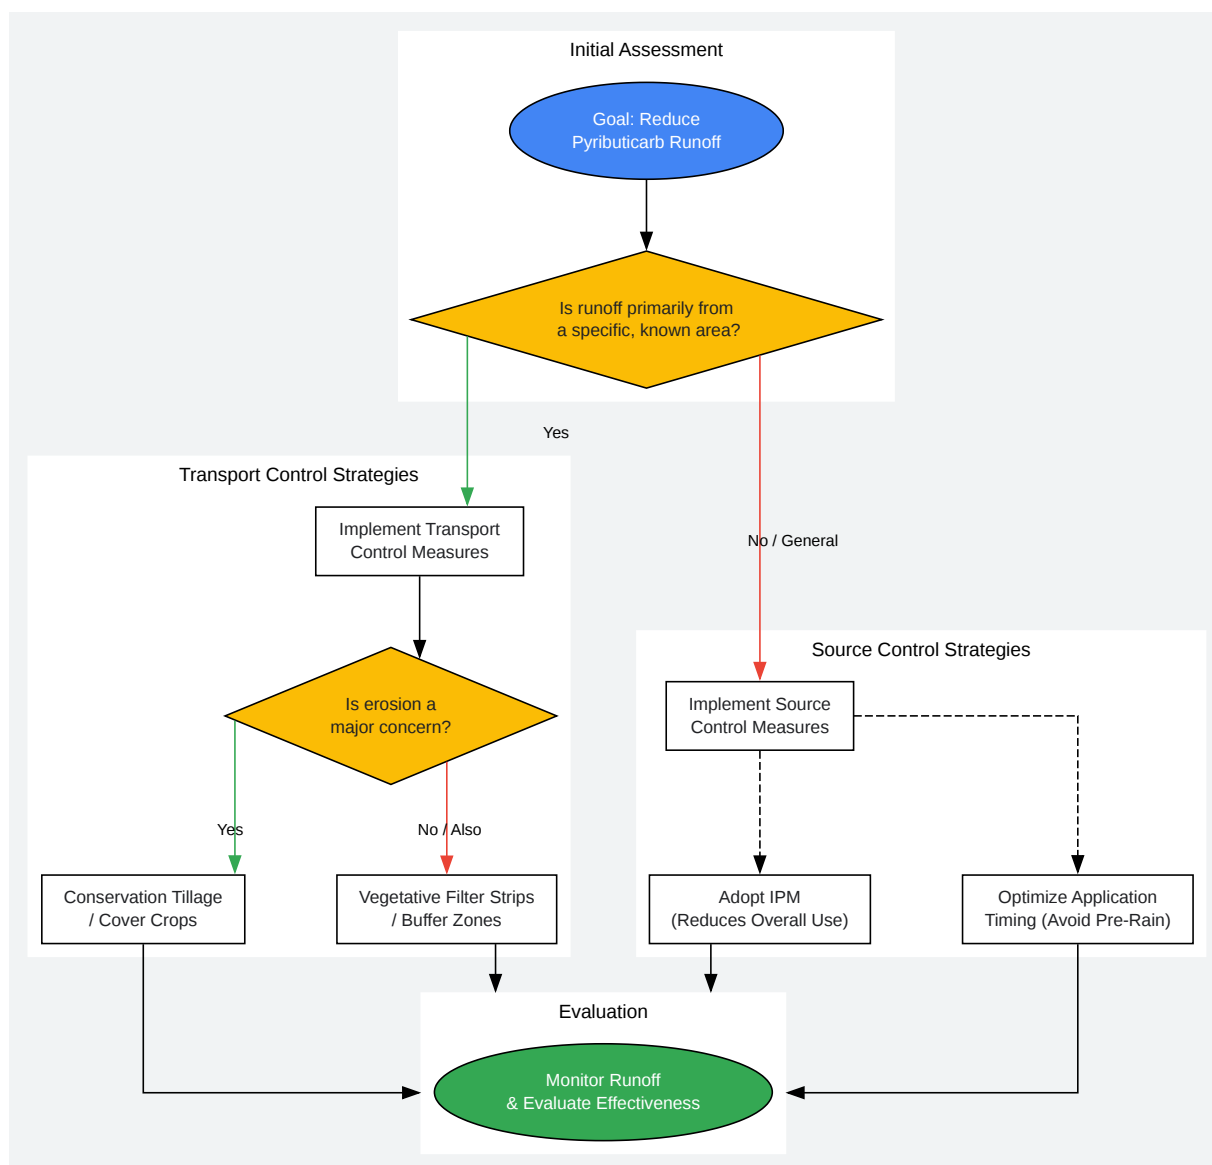 Initial Assessment
Goal: Reduce
Pyributicarb Runoff
Is runoff primarily from
a specific, known area?
Yes
No / General
Transport Control Strategies
Implement Transport
Control Measures
Is erosion a
major concern?
Yes
No / Also
Conservation Tillage
/ Cover Crops
Vegetative Filter Strips
/ Buffer Zones
Source Control Strategies
Implement Source
Control Measures
Adopt IPM
(Reduces Overall Use)
Optimize Application
Timing (Avoid Pre-Rain)
Evaluation
Monitor Runoff
& Evaluate Effectiveness